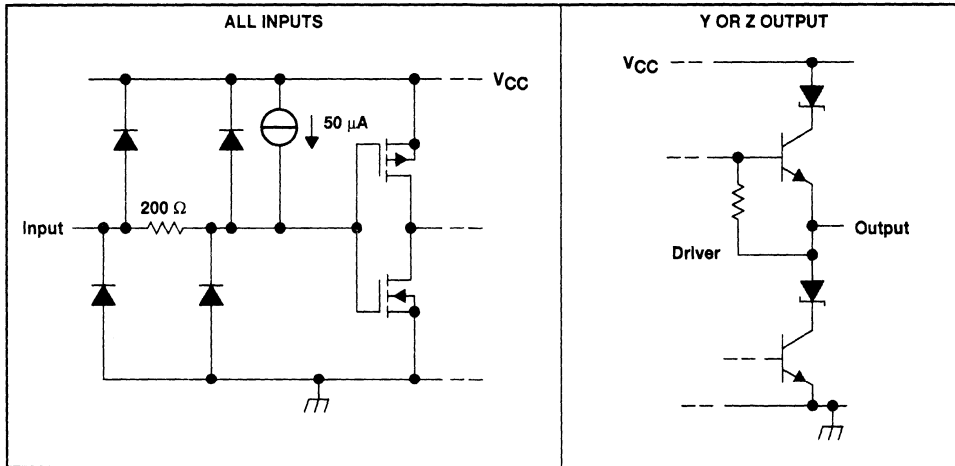 ALL INPUTS
VCC
50 μA
200 Ω
Input
Y OR Z OUTPUT
VCC
Output
Driver